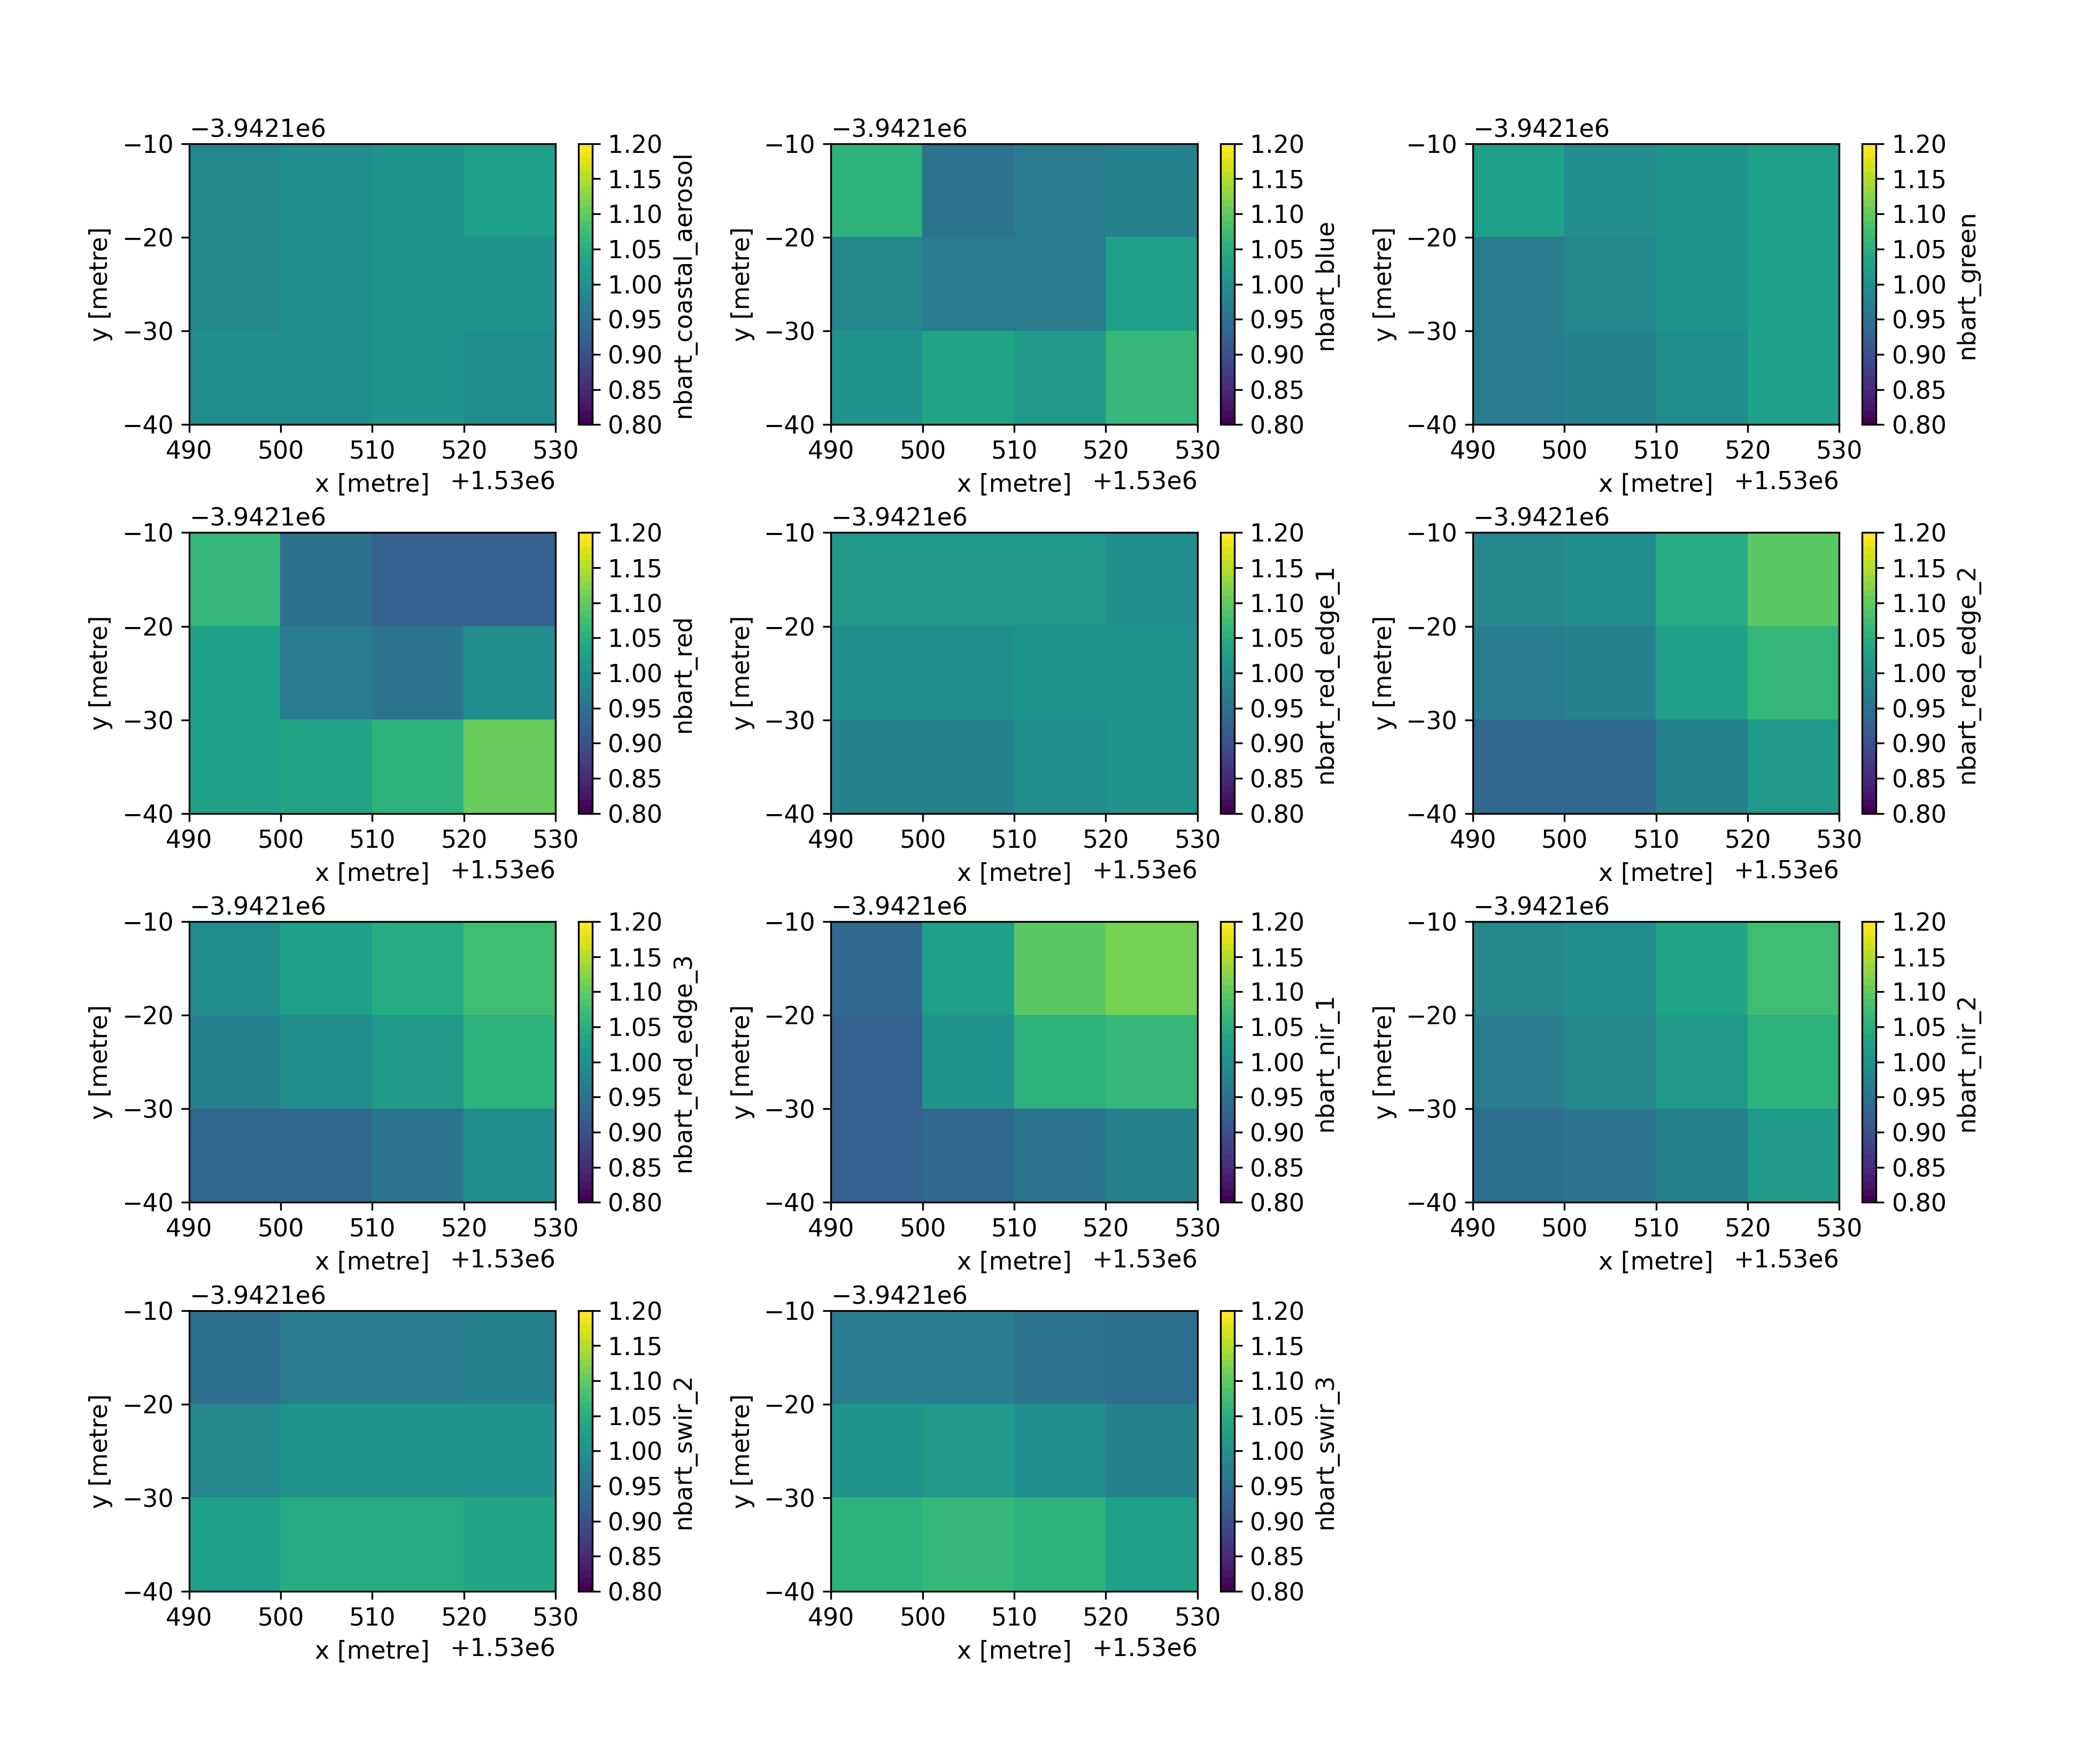 −3.9421e6 −3.9421e6 −3.9421e6
−10 1.20 −10 1.20 −10 1.20
1.15 1.15 1.15
−20 1.10 −20 1.10 −20 1.10
1.05 1.05 1.05
y [metre] 1.00 nbart_coastal_aerosol y [metre] 1.00 nbart_blue y [metre] 1.00 nbart_green
−30 0.95 −30 0.95 −30 0.95
0.90 0.90 0.90
0.85 0.85 0.85
−40 0.80 −40 0.80 −40 0.80
490 500 510 520 530 490 500 510 520 530 490 500 510 520 530
x [metre] +1.53e6 x [metre] +1.53e6 x [metre] +1.53e6
−3.9421e6 −3.9421e6 −3.9421e6
−10 1.20 −10 1.20 −10 1.20
1.15 1.15 1.15
−20 1.10 −20 1.10 −20 1.10
1.05 1.05 1.05
y [metre] 1.00 nbart_red y [metre] 1.00 nbart_red_edge_1 y [metre] 1.00 nbart_red_edge_2
−30 0.95 −30 0.95 −30 0.95
0.90 0.90 0.90
0.85 0.85 0.85
−40 0.80 −40 0.80 −40 0.80
490 500 510 520 530 490 500 510 520 530 490 500 510 520 530
x [metre] +1.53e6 x [metre] +1.53e6 x [metre] +1.53e6
−3.9421e6 −3.9421e6 −3.9421e6
−10 1.20 −10 1.20 −10 1.20
1.15 1.15 1.15
−20 1.10 −20 1.10 −20 1.10
1.05 1.05 1.05
y [metre] 1.00 nbart_red_edge_3 y [metre] 1.00 nbart_nir_1 y [metre] 1.00 nbart_nir_2
−30 0.95 −30 0.95 −30 0.95
0.90 0.90 0.90
0.85 0.85 0.85
−40 0.80 −40 0.80 −40 0.80
490 500 510 520 530 490 500 510 520 530 490 500 510 520 530
x [metre] +1.53e6 x [metre] +1.53e6 x [metre] +1.53e6
−3.9421e6 −3.9421e6
−10 1.20 −10 1.20
1.15 1.15
−20 1.10 −20 1.10
1.05 1.05
y [metre] 1.00 nbart_swir_2 y [metre] 1.00 nbart_swir_3
−30 0.95 −30 0.95
0.90 0.90
0.85 0.85
−40 0.80 −40 0.80
490 500 510 520 530 490 500 510 520 530
x [metre] +1.53e6 x [metre] +1.53e6